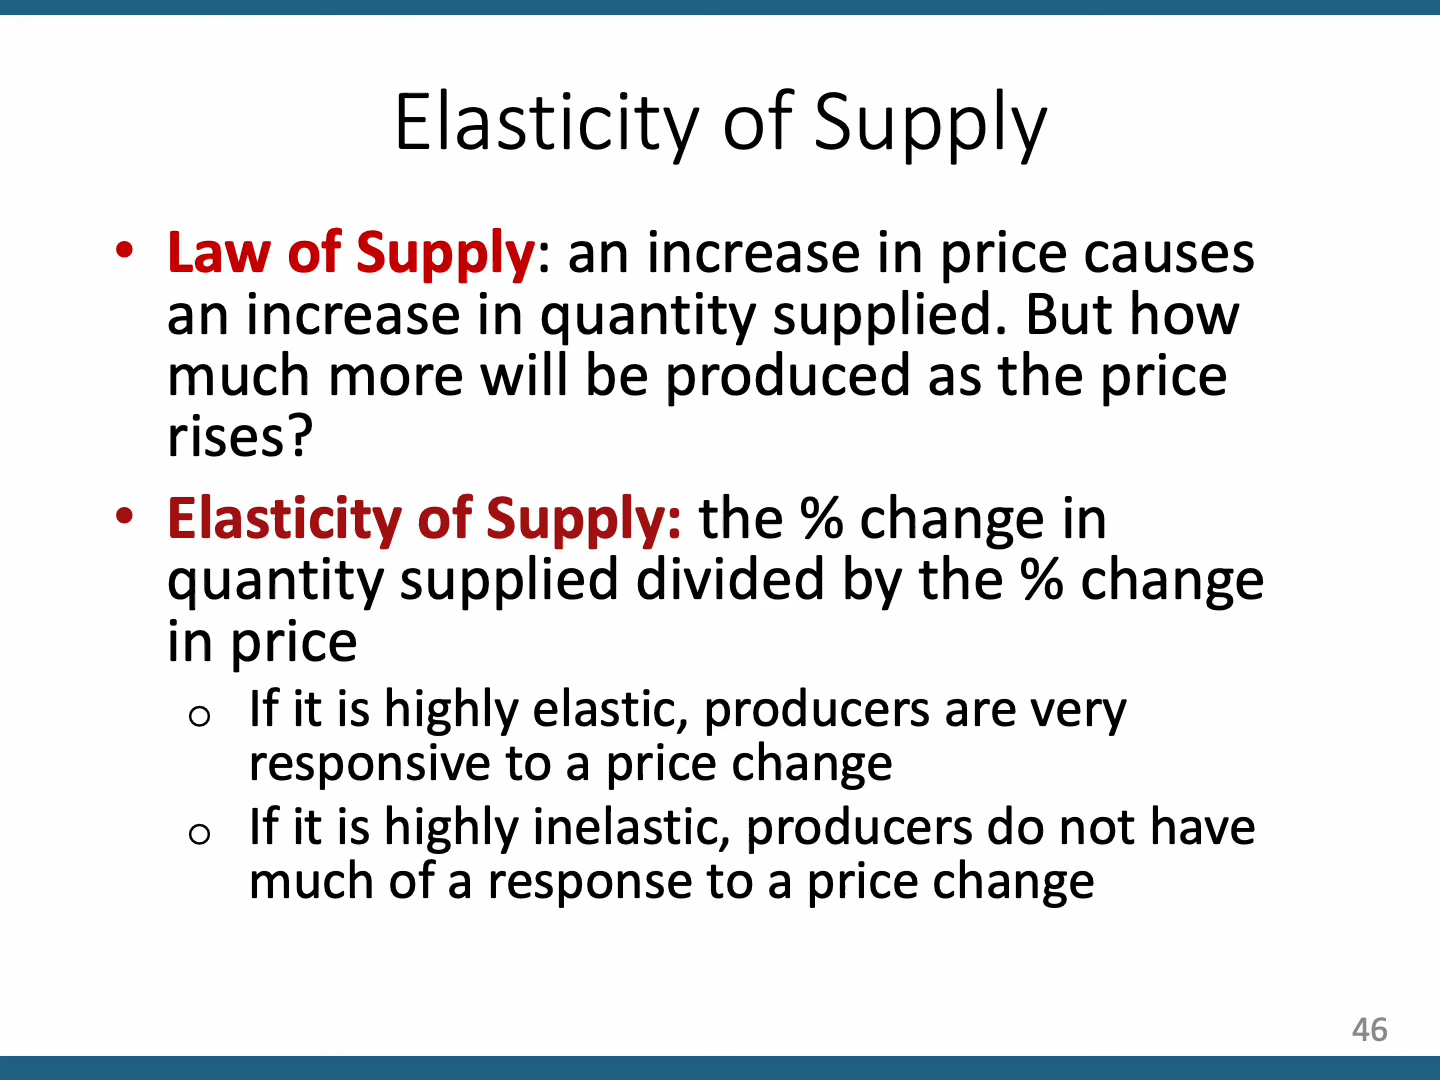 Elasticity of Supply
• Law of Supply: an increase in price causes
an increase in quantity supplied. But how
much more will be produced as the price
rises?
• Elasticity of Supply: the % change in
quantity supplied divided by the % change
in price
○ If it is highly elastic, producers are very
responsive to a price change
○ If it is highly inelastic, producers do not have
much of a response to a price change
46